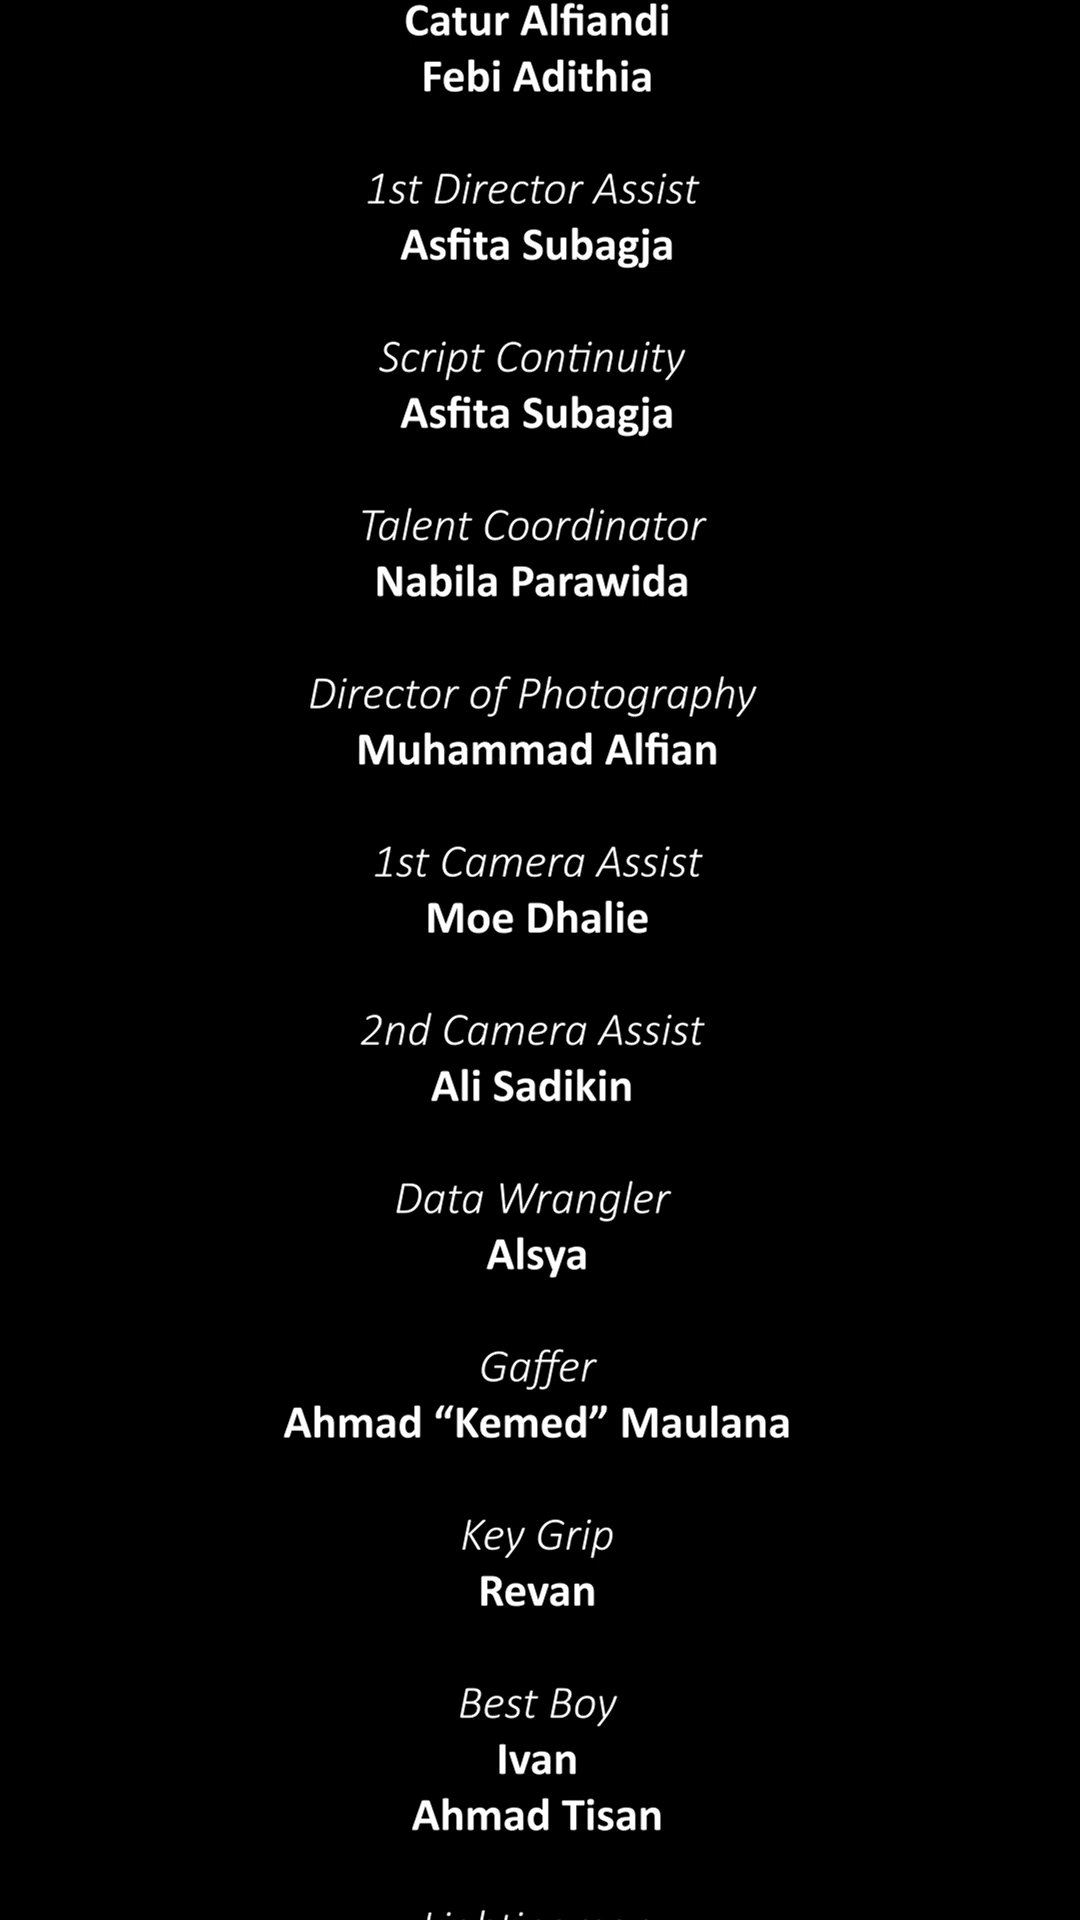 Catur Alfiandi
Febi Adithia
1st Director Assist
Asfita Subagja
Script Continuity
Asfita Subagja
Talent Coordinator
Nabila Parawida
Director of Photography
Muhammad Alfian
1st Camera Assist
Moe Dhalie
2nd Camera Assist
Ali Sadikin
Data Wrangler
Alsya
Gaffer
Ahmad “Kemed” Maulana
Key Grip
Revan
Best Boy
Ivan
Ahmad Tisan